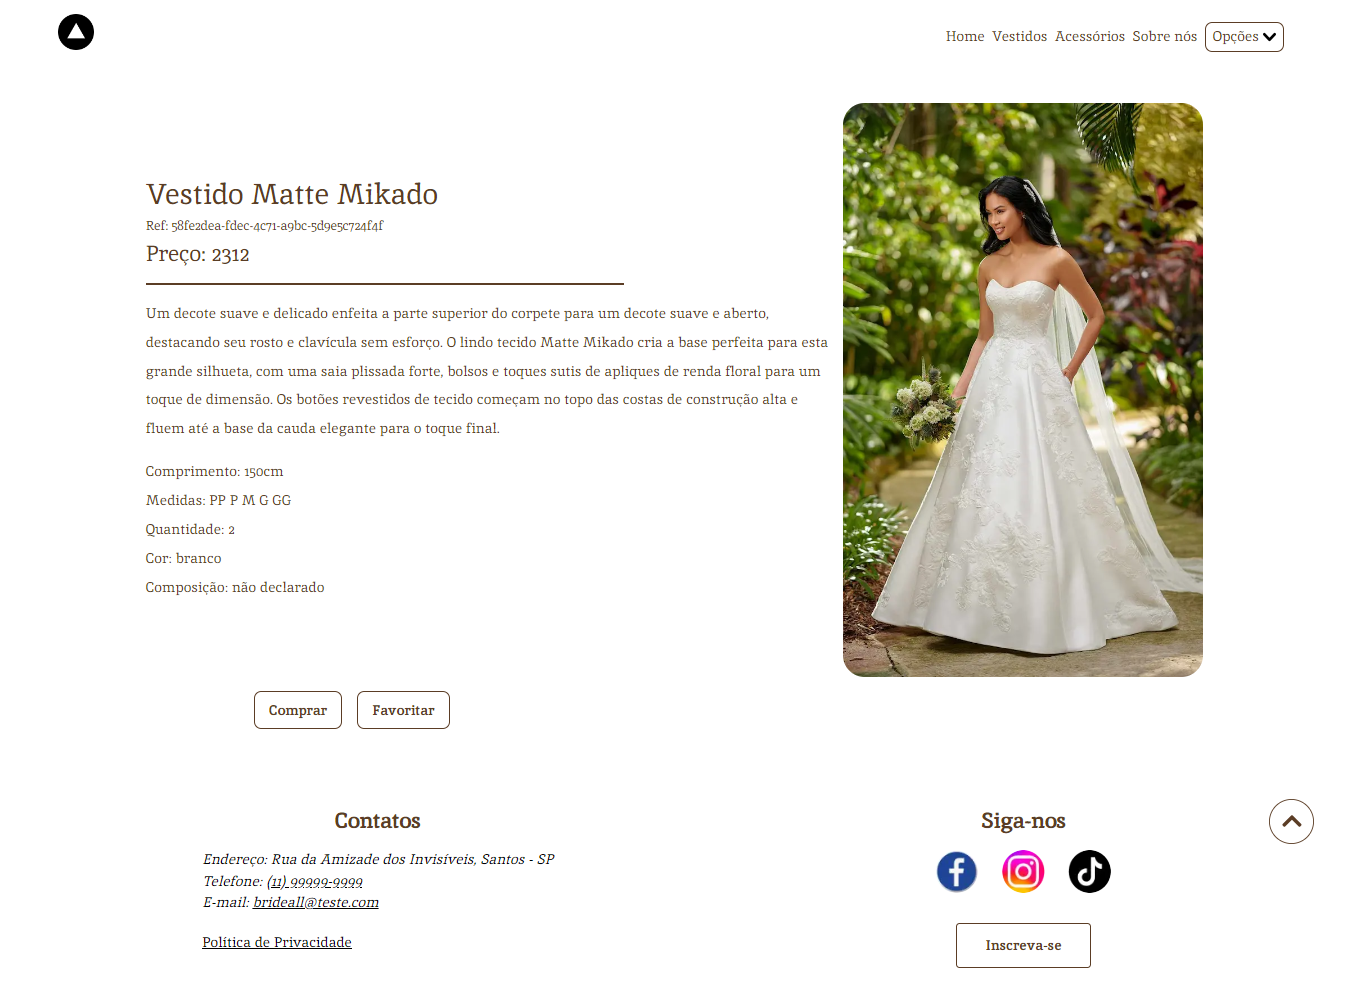 Home Vestidos Acessórios Sobre nós Opções
Vestido Matte Mikado
Ref: 58fe2dea-fdec-4c71-a9bc-5d9e5c724f4f
Preço: 2312
Um decote suave e delicado enfeita a parte superior do corpete para um decote suave e aberto,
destacando seu rosto e clavícula sem esforço. O lindo tecido Matte Mikado cria a base perfeita para esta
grande silhueta, com uma saia plissada forte, bolsos e toques sutis de apliques de renda floral para um
toque de dimensão. Os botões revestidos de tecido começam no topo das costas de construção alta e
fluem até a base da cauda elegante para o toque final.
Comprimento: 150cm
Medidas: PP P M G GG
Quantidade: 2
Cor: branco
Composição: não declarado
Comprar Favoritar
Contatos
Endereço: Rua da Amizade dos Invisíveis, Santos - SP
Telefone: (11) 99999-9999
E-mail: brideall@teste.com
Política de Privacidade
Siga-nos
Inscreva-se